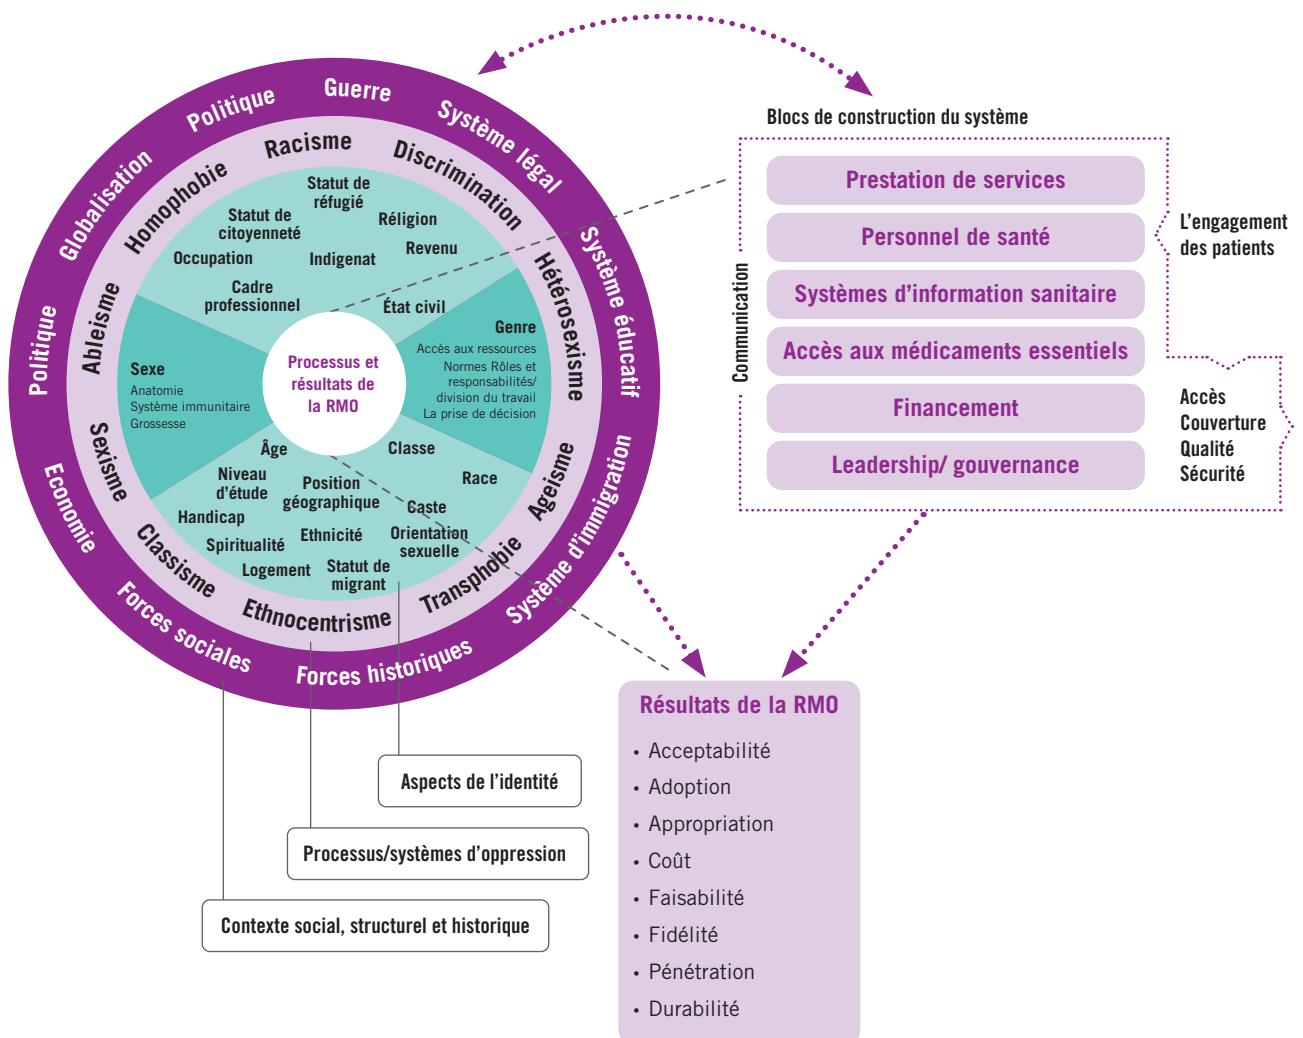 Politique
Guerre
Système légal
Système éducatif
Système d'immigration
Forces historiques
Forces sociales
Economie
Politique
Globalisation
Racisme
Discrimination
Hétérosexisme
Ageisme
Transphobie
Ethnocentrisme
Classisme
Sexisme
Ableisme
Homophobie
Statut de
réfugié
Statut de
citoyenneté
Réligion
Occupation
Indigenat
Revenu
Cadre
professionnel
État civil
Sexe
Anatomie
Système immunitaire
Grossesse
Processus et
résultats de
la RMO
Genre
Accès aux ressources
Normes Rôles et
responsabilités/
division du travail
La prise de décision
Âge
Classe
Niveau
d'étude
Position
géographique
Race
Handicap
Caste
Spiritualité
Ethnicité
Orientation
sexuelle
Logement
Statut de
migrant
Aspects de l'identité
Processus/systèmes d'oppression
Contexte social, structurel et historique
Blocs de construction du système
Communication
Prestation de services
Personnel de santé
Systèmes d'information sanitaire
Accès aux médicaments essentiels
Financement
Leadership/ gouvernance
L'engagement
des patients
Accès
Couverture
Qualité
Sécurité
Résultats de la RMO
• Acceptabilité
• Adoption
• Appropriation
• Coût
• Faisabilité
• Fidélité
• Pénétration
• Durabilité